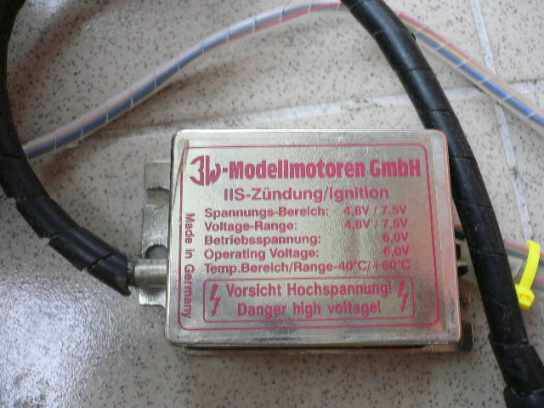 3W-Modellmotoren GmbH
IIS-Zündung/Ignition
Spannungs-Bereich: 4,8V / 7,5V
Voltage-Range: 4,8V / 7,5V
Betriebsspannung: 6,0V
Operating Voltage: 6,0V
Temp.Bereich/Range-40°C/+80°C
Vorsicht Hochspannung!
Danger high voltage!
Made in Germany